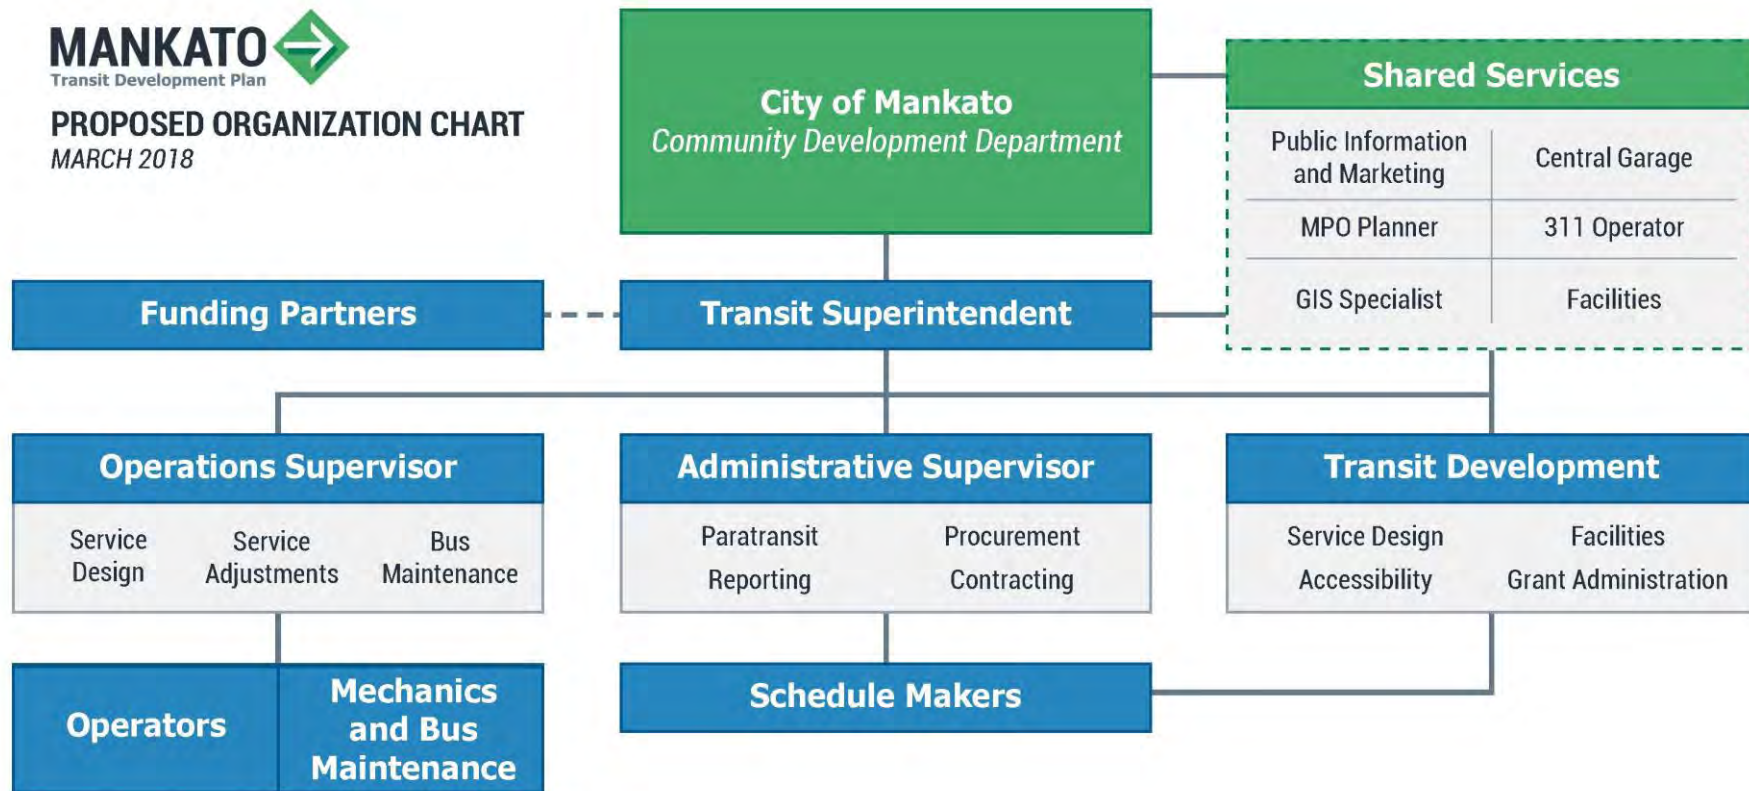 MANKATO
Transit Development Plan
PROPOSED ORGANIZATION CHART
MARCH 2018
City of Mankato
Community Development Department
Shared Services
Public Information
and Marketing
Central Garage
MPO Planner
311 Operator
GIS Specialist
Facilities
Funding Partners
Transit Superintendent
Operations Supervisor
Service
Design
Service
Adjustments
Bus
Maintenance
Administrative Supervisor
Paratransit
Procurement
Reporting
Contracting
Transit Development
Service Design
Facilities
Accessibility
Grant Administration
Operators
Mechanics
and Bus
Maintenance
Schedule Makers